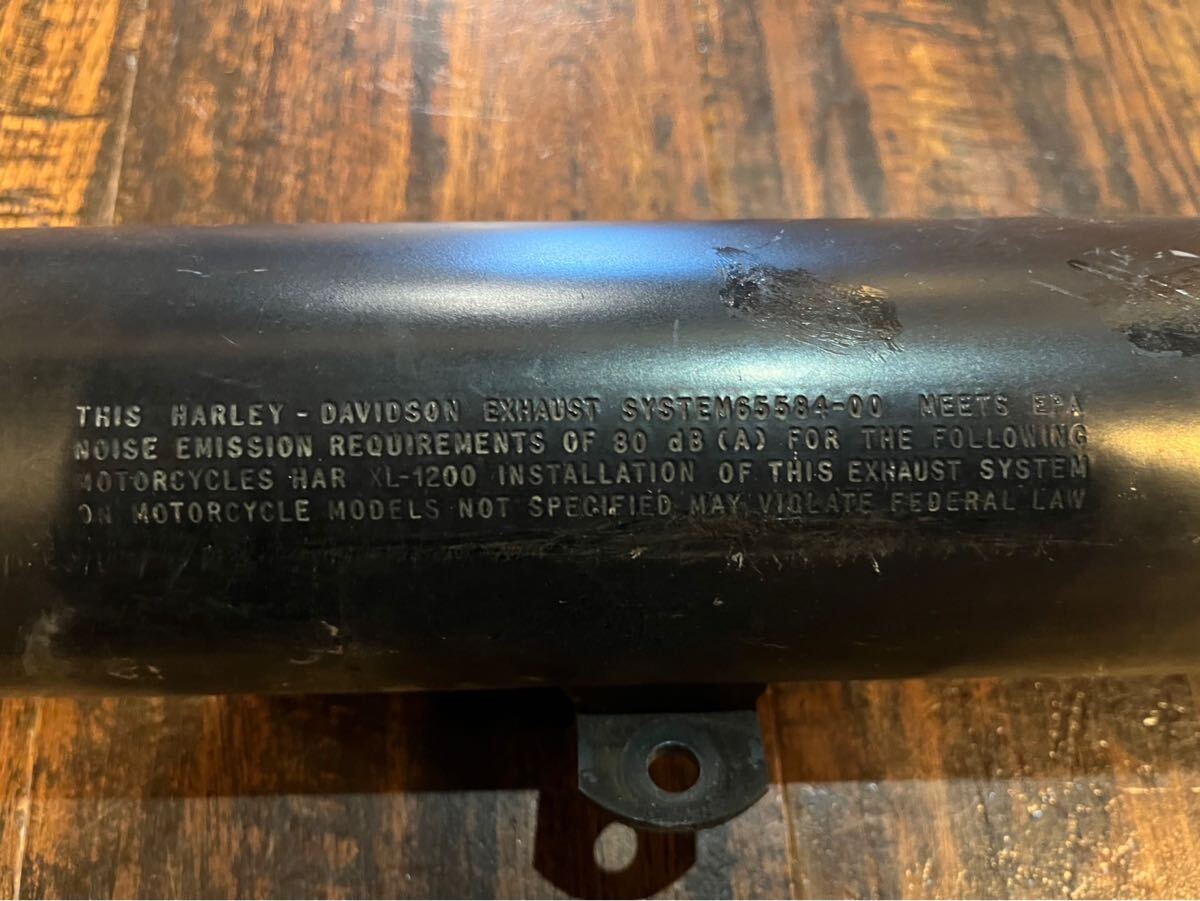 THIS HARLEY-DAVIDSON EXHAUST SYSTEM65584-00 MEETS EPA
NOISE EMISSION REQUIREMENTS OF 80 dB(A) FOR THE FOLLOWING
MOTORCYCLES HAR XL-1200 INSTALLATION OF THIS EXHAUST SYSTEM
ON MOTORCYCLE MODELS NOT SPECIFIED MAY VIOLATE FEDERAL LAW